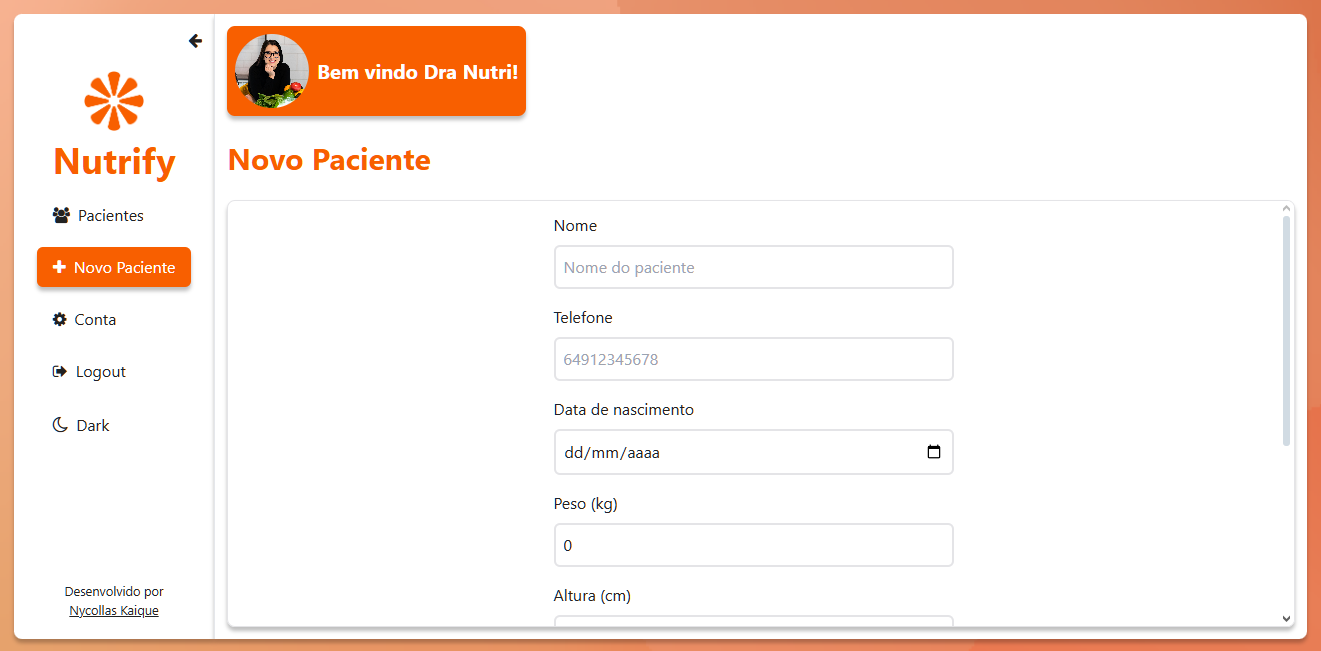 Nutrify
Pacientes
Novo Paciente
Conta
Logout
Dark
Desenvolvido por
Nycollas Kaique
Bem vindo Dra Nutri!
Novo Paciente
Nome
Nome do paciente
Telefone
64912345678
Data de nascimento
dd/mm/aaaa
Peso (kg)
0
Altura (cm)